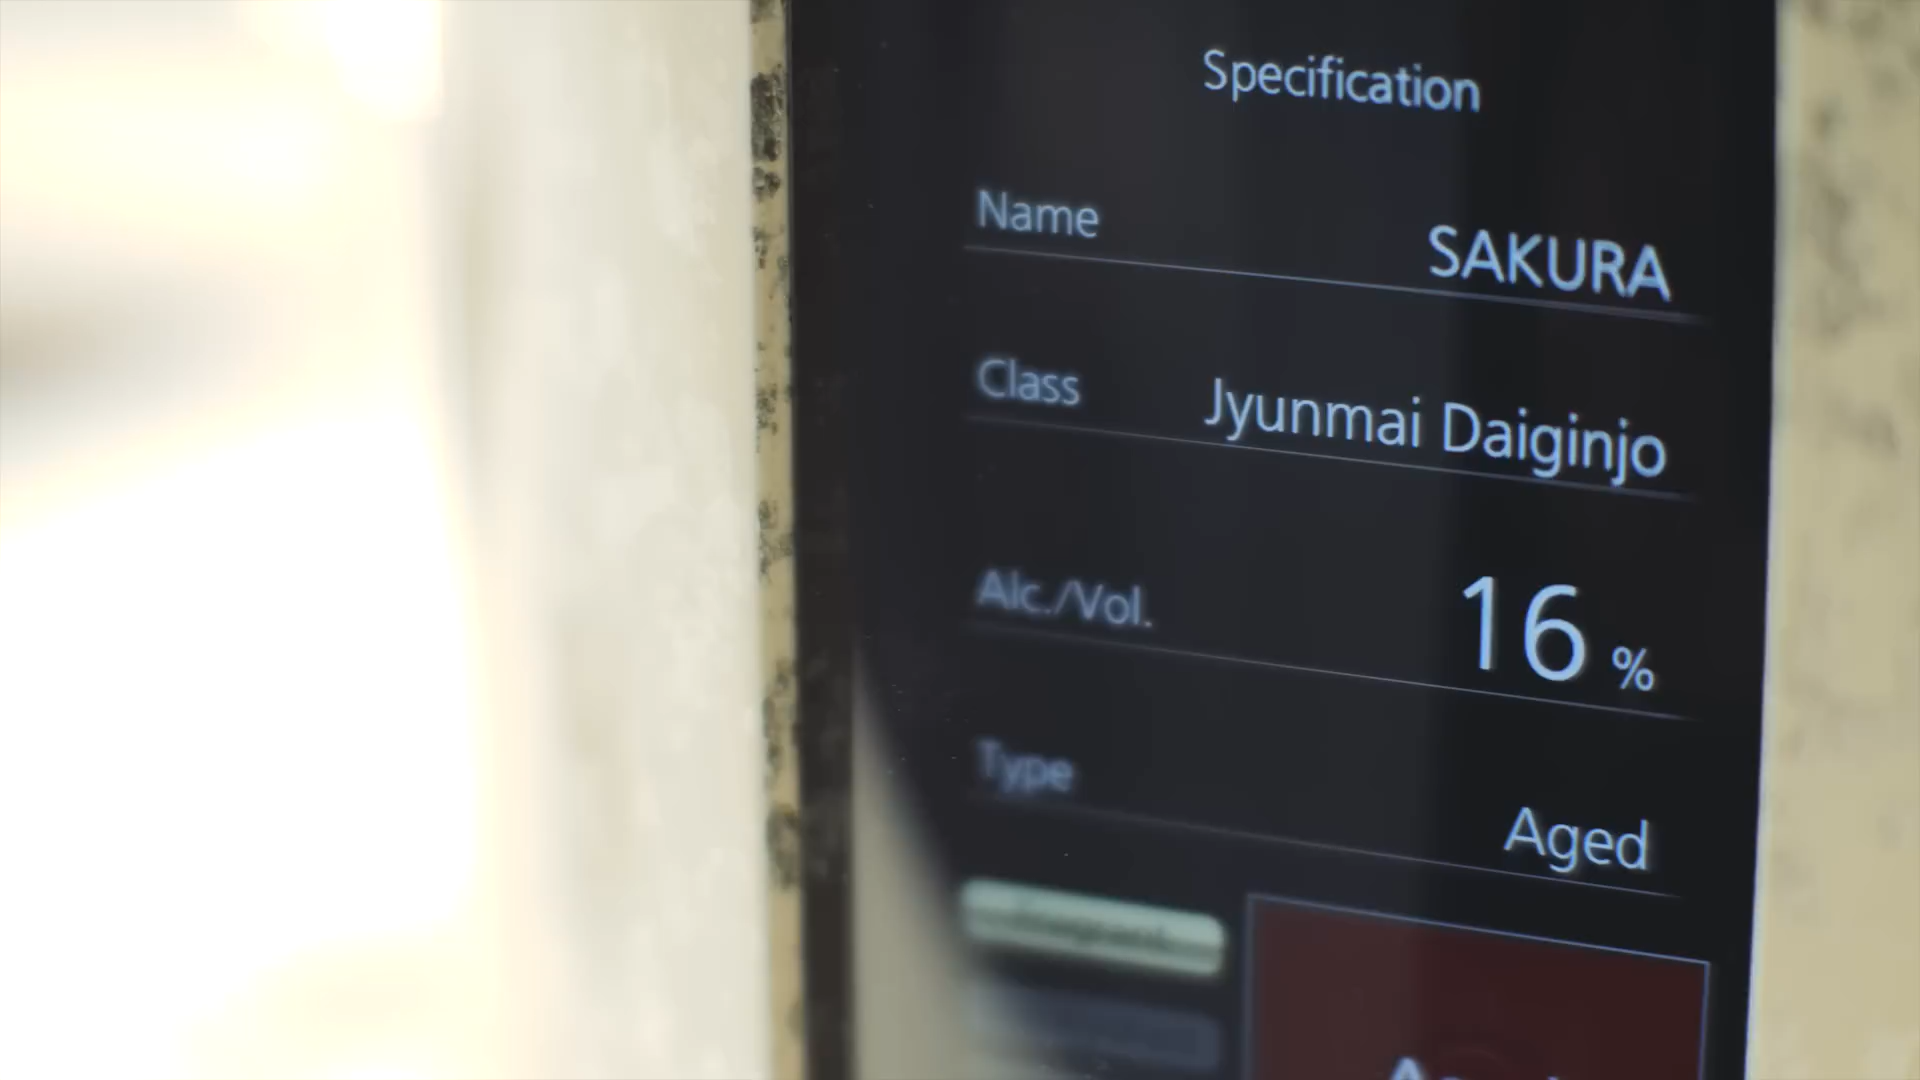 Specification
Name SAKURA
Class Jyunmai Daiginjo
Alc./Vol. 16 %
Type Aged